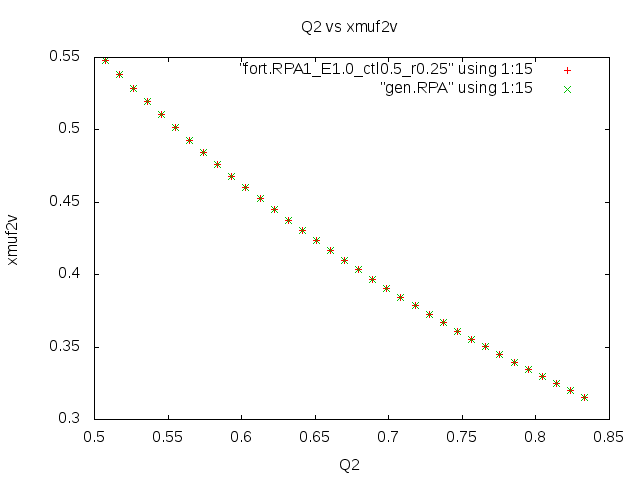 Q2 vs xmuf2v
"fort.RPA1_E1.0_ctl0.5_r0.25" using 1:15
"gen.RPA" using 1:15
0.55
0.5
0.45
0.4
0.35
0.3
xmuf2v
0.5 0.55 0.6 0.65 0.7 0.75 0.8 0.85
Q2